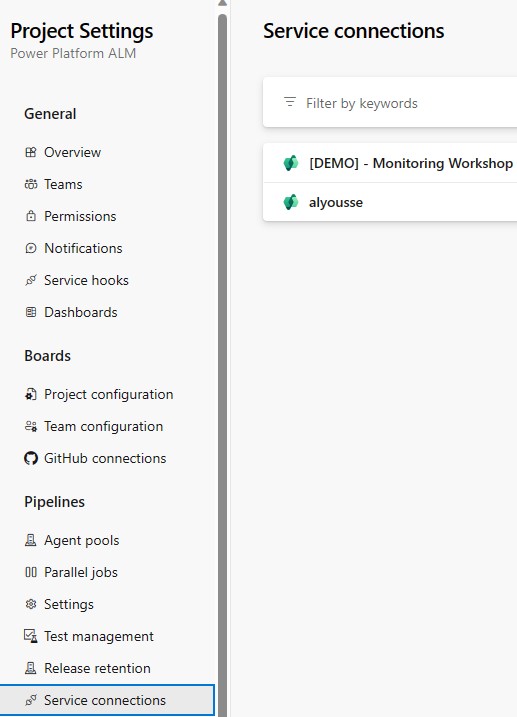 Project Settings
Power Platform ALM
General
Overview
Teams
Permissions
Notifications
Service hooks
Dashboards
Boards
Project configuration
Team configuration
GitHub connections
Pipelines
Agent pools
Parallel jobs
Settings
Test management
Release retention
Service connections
Service connections
Filter by keywords
[DEMO] - Monitoring Workshop
alyousse